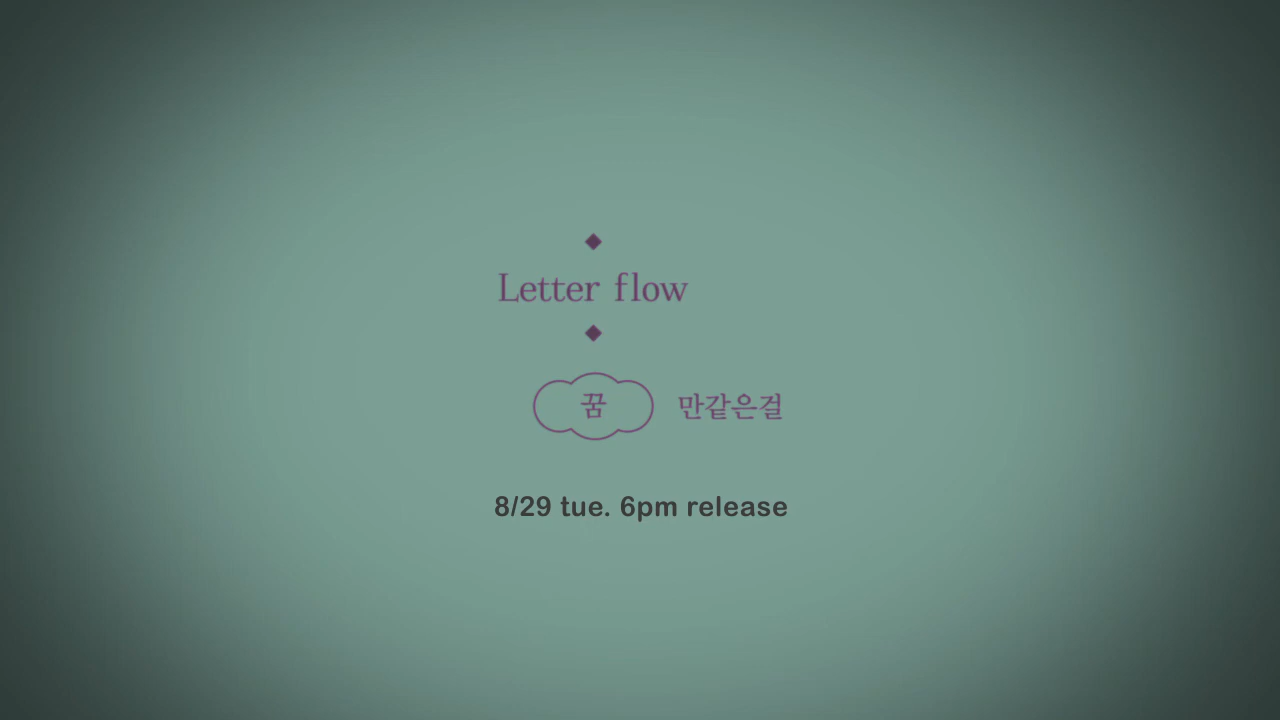 Letter flow
꿈 만같은걸
8/29 tue. 6pm release